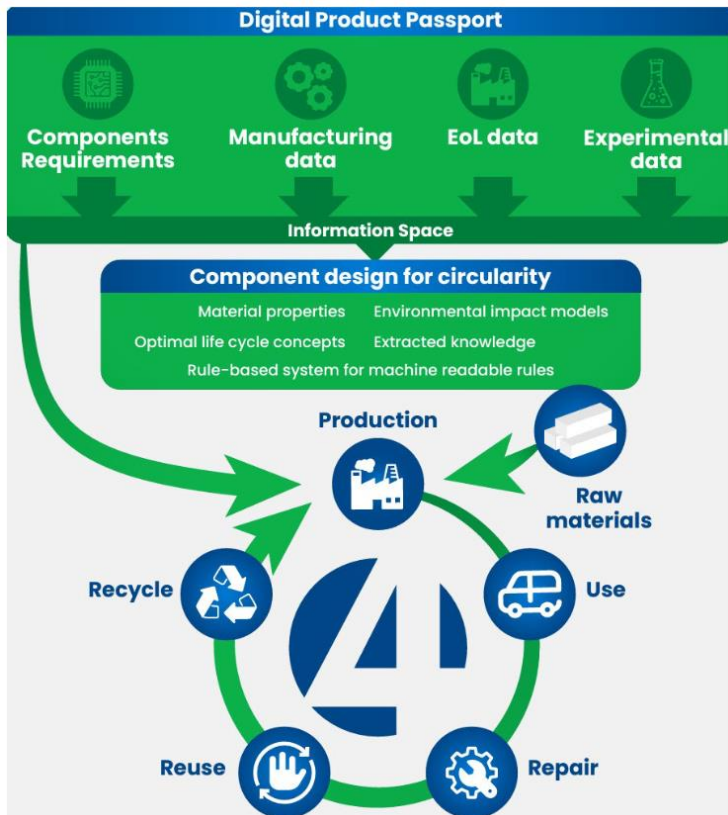 Digital Product Passport
Components
Requirements
Manufacturing
data
EoL data
Experimental
data
Information Space
Component design for circularity
Material properties
Environmental impact models
Optimal life cycle concepts
Extracted knowledge
Rule-based system for machine readable rules
Production
Raw
materials
Recycle
Use
4
Reuse
Repair